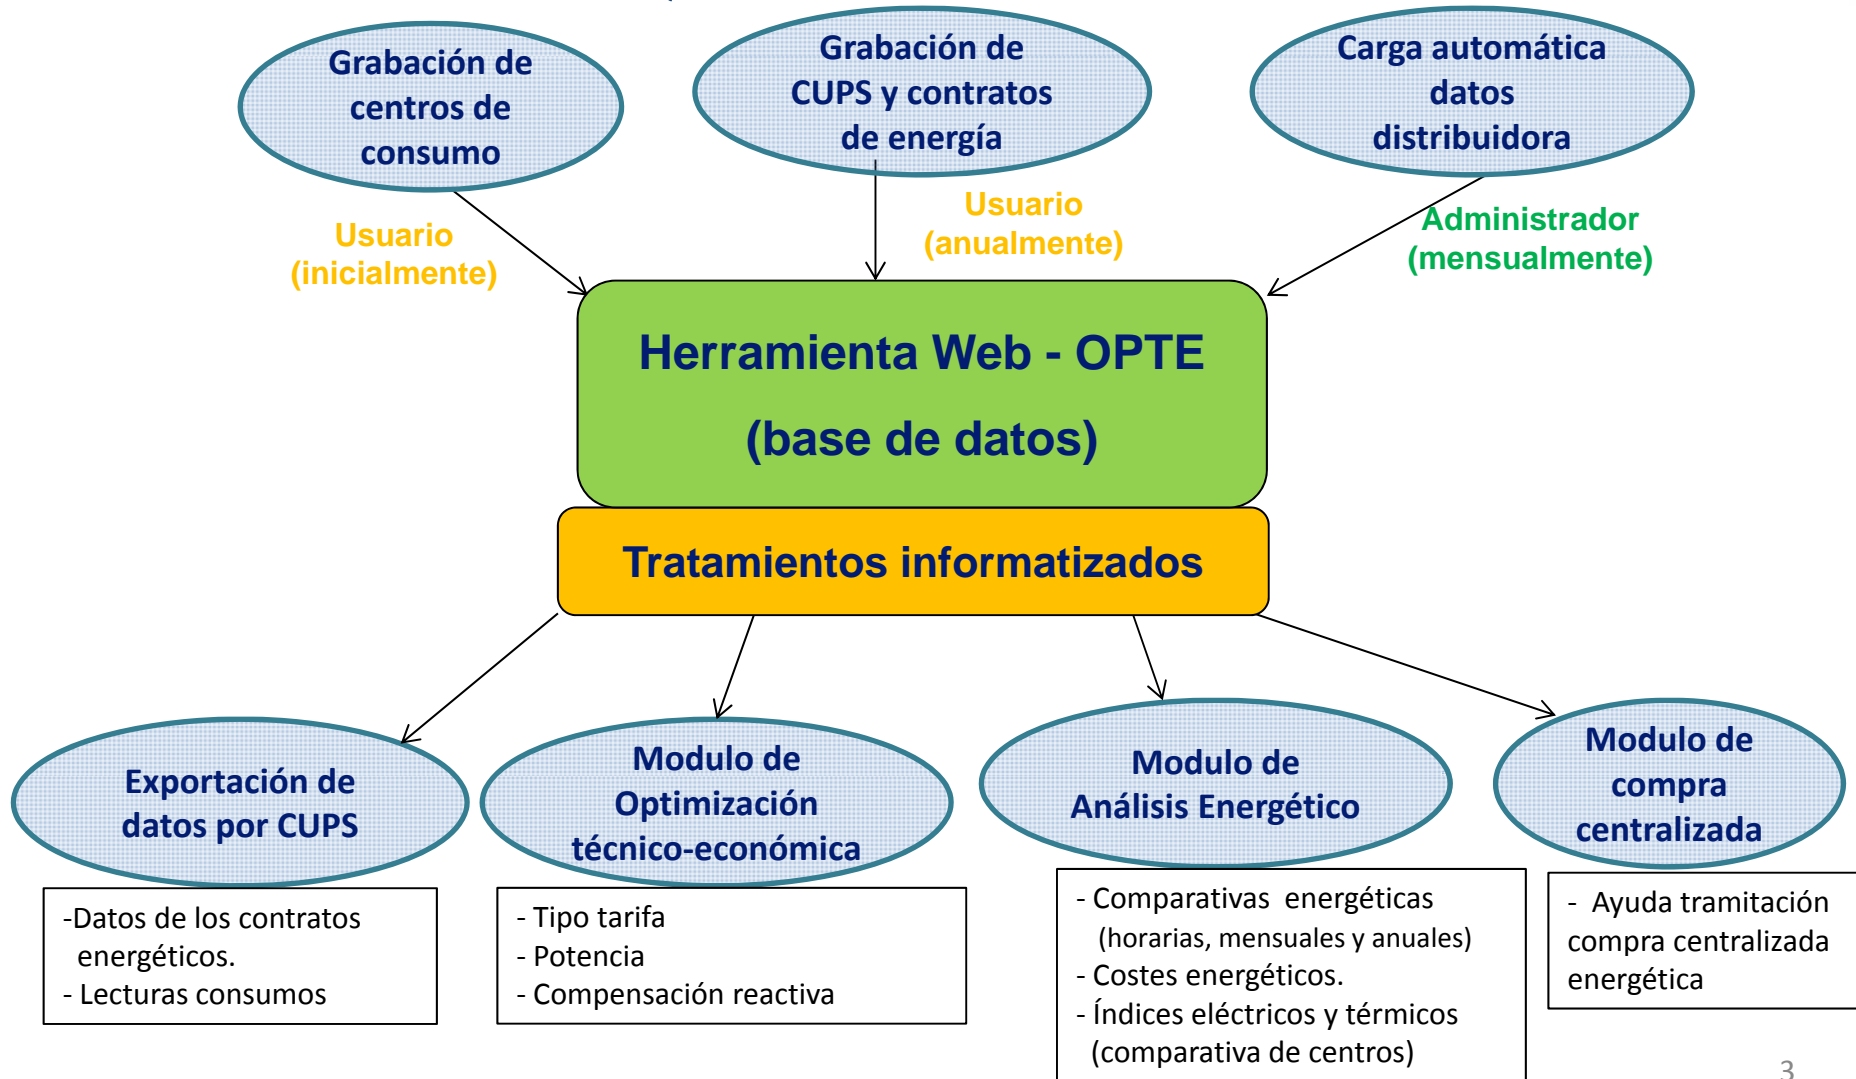 Grabación de
centros de
consumo
Grabación de
CUPS y contratos
de energía
Carga automática
datos
distribuidora
Usuario
(inicialmente)
Usuario
(anualmente)
Administrador
(mensualmente)
Herramienta Web - OPTE
(base de datos)
Tratamientos informatizados
Exportación de
datos por CUPS
Modulo de
Optimización
técnico-económica
Modulo de
Análisis Energético
Modulo de
compra
centralizada
-Datos de los contratos
energéticos.
- Lecturas consumos
- Tipo tarifa
- Potencia
- Compensación reactiva
- Comparativas energéticas
(horarias, mensuales y anuales)
- Costes energéticos.
- Índices eléctricos y térmicos
(comparativa de centros)
- Ayuda tramitación
compra centralizada
energética
3